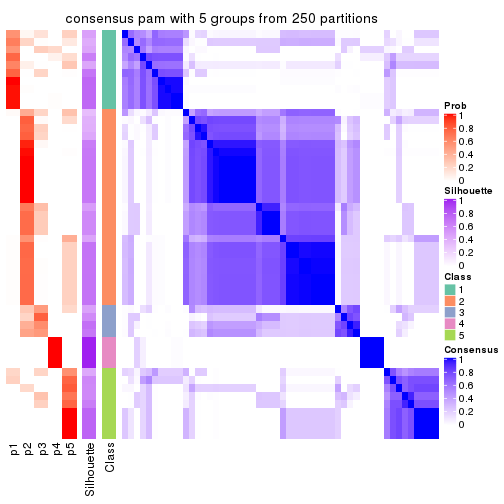 consensus pam with 5 groups from 250 partitions
Prob
1
0.8
0.6
0.4
0.2
0
Silhouette
1
0.8
0.6
0.4
0.2
0
Class
1
2
3
4
5
Consensus
1
0.8
0.6
0.4
0.2
0
p1
p2
p3
p4
p5
Silhouette
Class